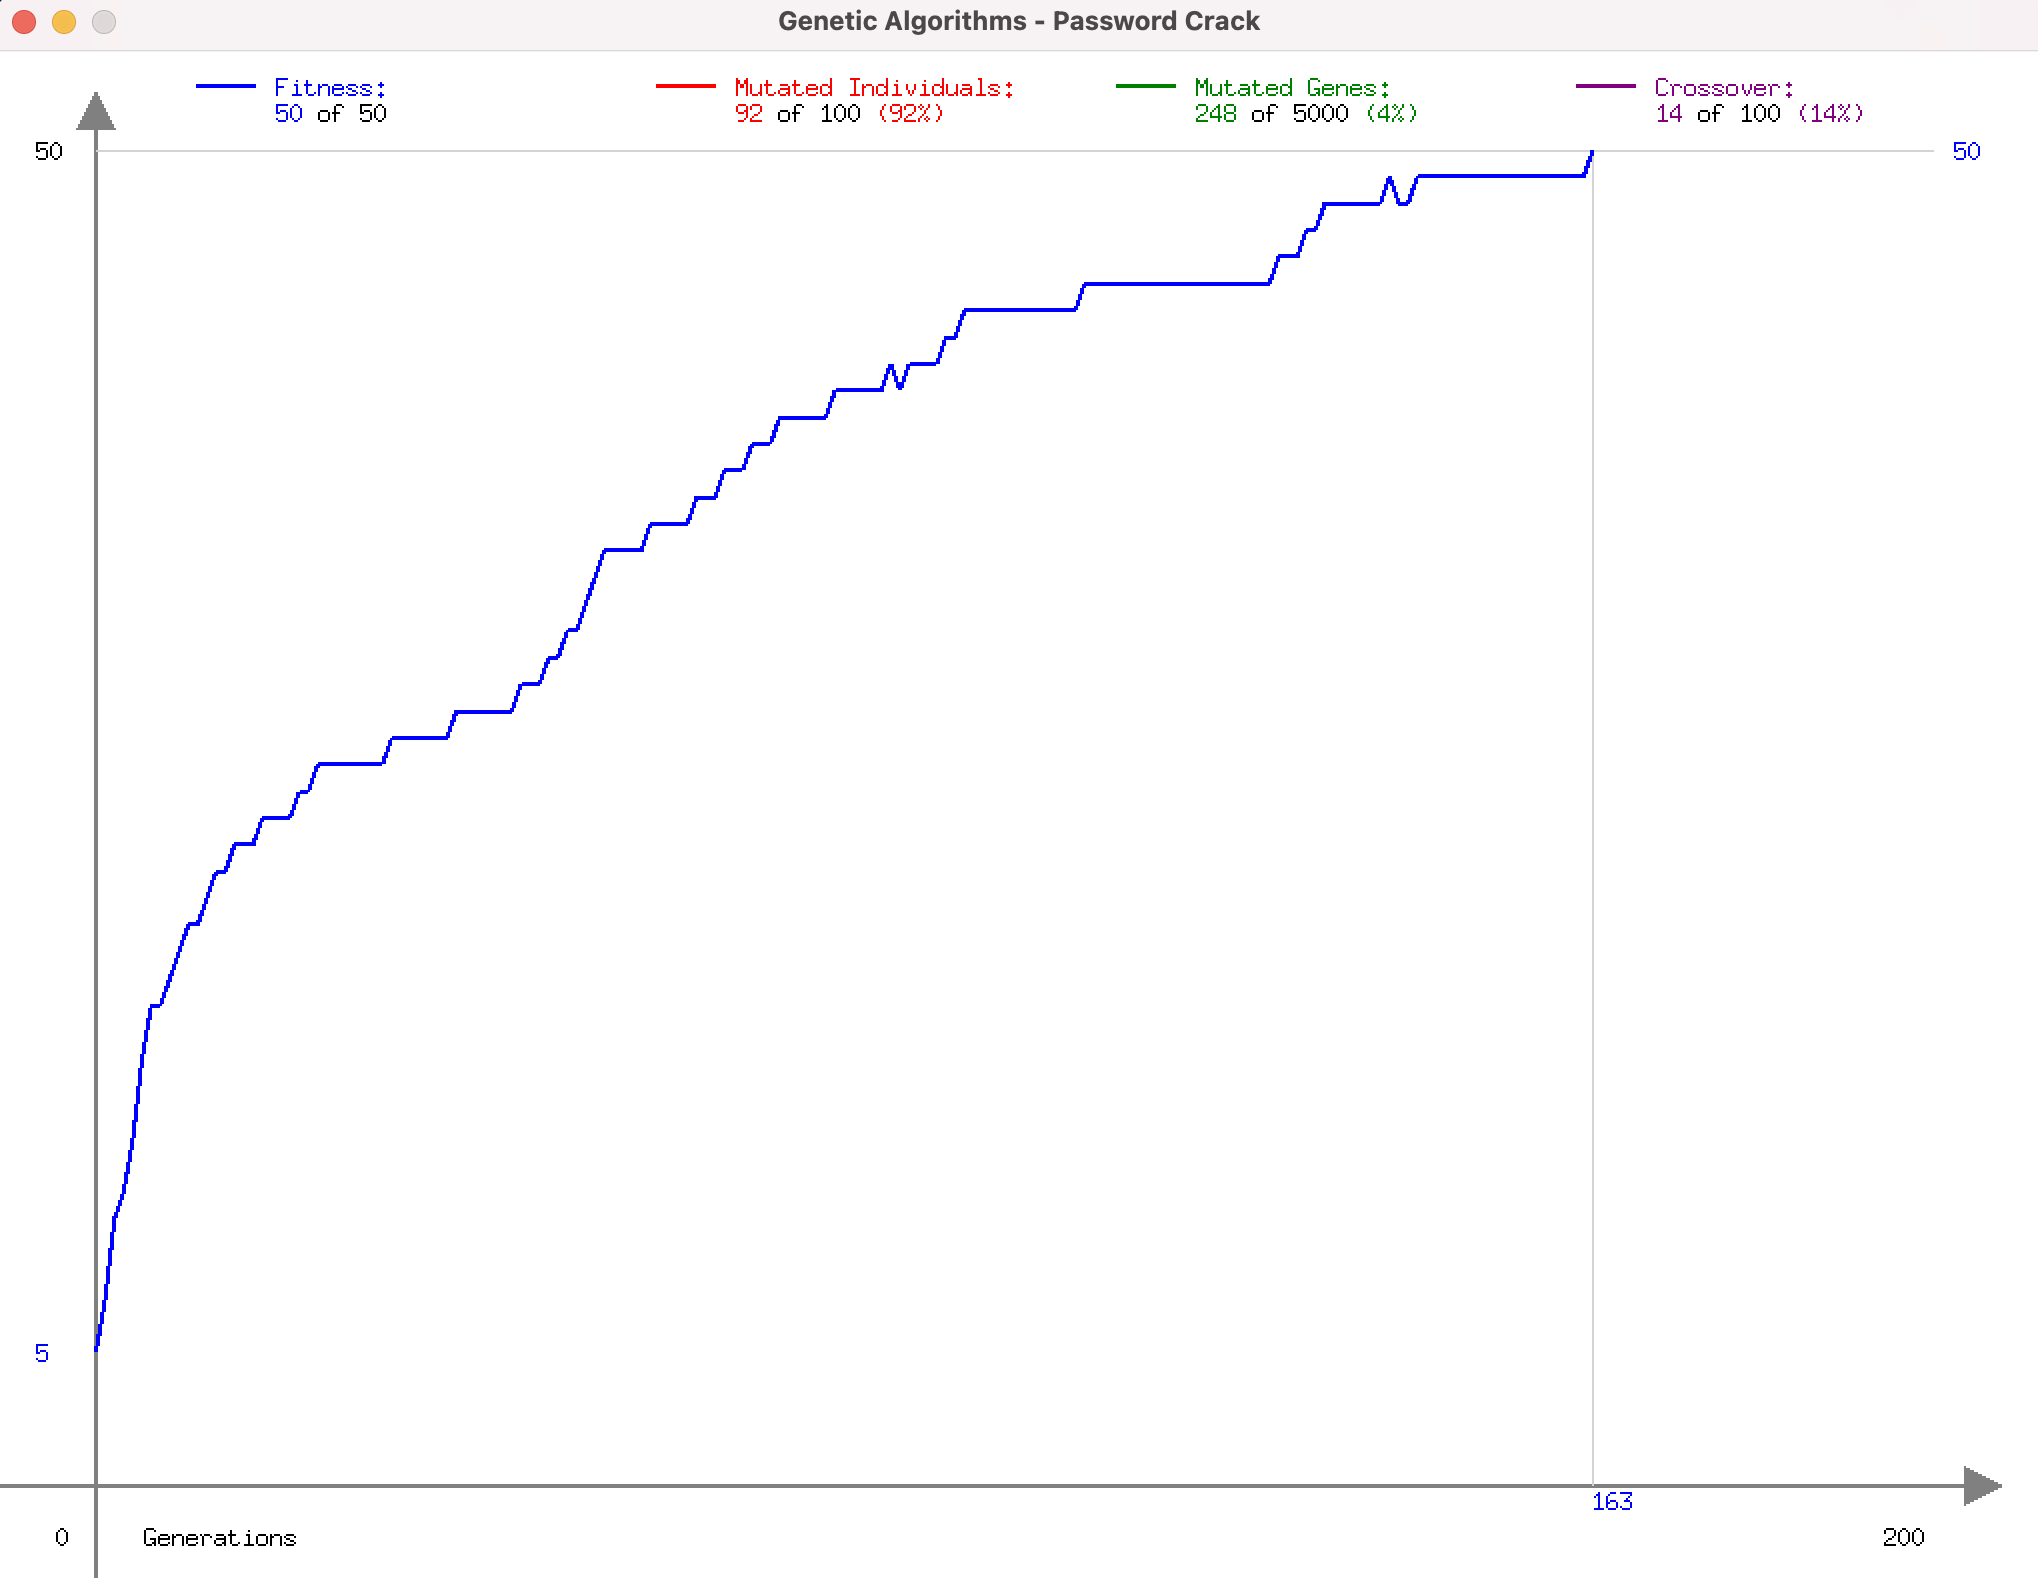 Genetic Algorithms - Password Crack
Fitness:
50 of 50
Mutated Individuals:
92 of 100 (92%)
Mutated Genes:
248 of 5000 (4%)
Crossover:
14 of 100 (14%)
50
50
5
163
0
Generations
200